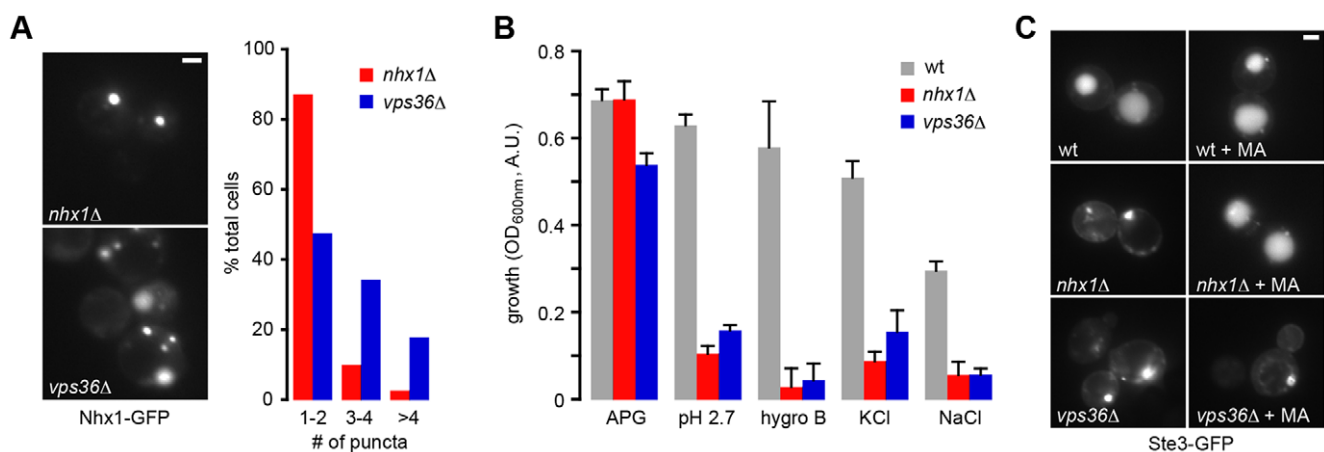 A
nhx1Δ
vps36Δ
Nhx1-GFP
% total cells
100
80
60
40
20
0
nhx1Δ
vps36Δ
1-2 3-4 >4
# of puncta
B
growth (OD600nm, A.U.)
0.8
0.6
0.4
0.2
0
wt
nhx1Δ
vps36Δ
APG pH 2.7 hygro B KCl NaCl
C
wt
wt + MA
nhx1Δ
nhx1Δ + MA
vps36Δ
vps36Δ + MA
Ste3-GFP